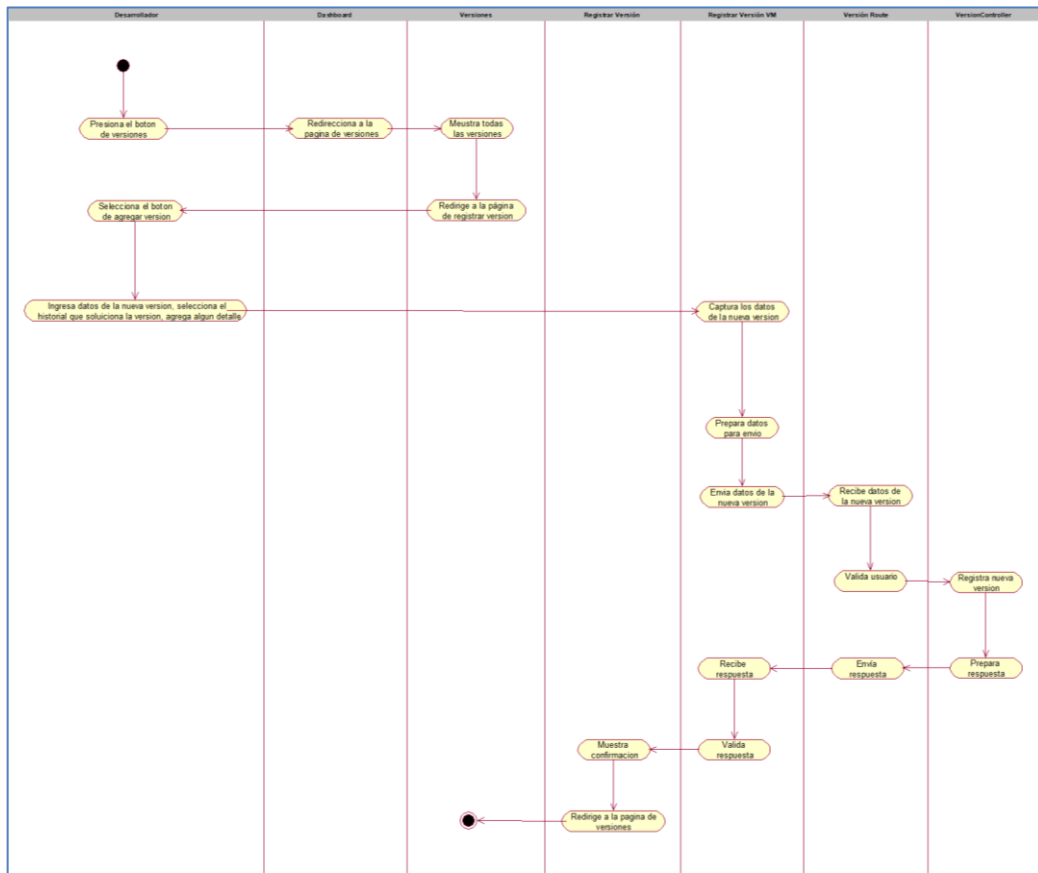 Desarrollador
Dashboard
Versiones
Registrar Versión
Registrar Versión VM
Versión Route
VersionController
Presiona el boton
de versiones
Redirecciona a la
pagina de versiones
Meustra todas
las versiones
Selecciona el boton
de agregar version
Redirige a la página
de registrar version
Ingresa datos de la nueva version, selecciona el
historial que soluiciona la version, agrega algun detalle
Captura los datos
de la nueva version
Prepara datos
para envio
Envia datos de la
nueva version
Recibe datos de
la nueva version
Valida usuario
Registra nueva
version
Recibe
respuesta
Envía
respuesta
Prepara
respuesta
Muestra
confirmacion
Valida
respuesta
Redirige a la pagina de
versiones